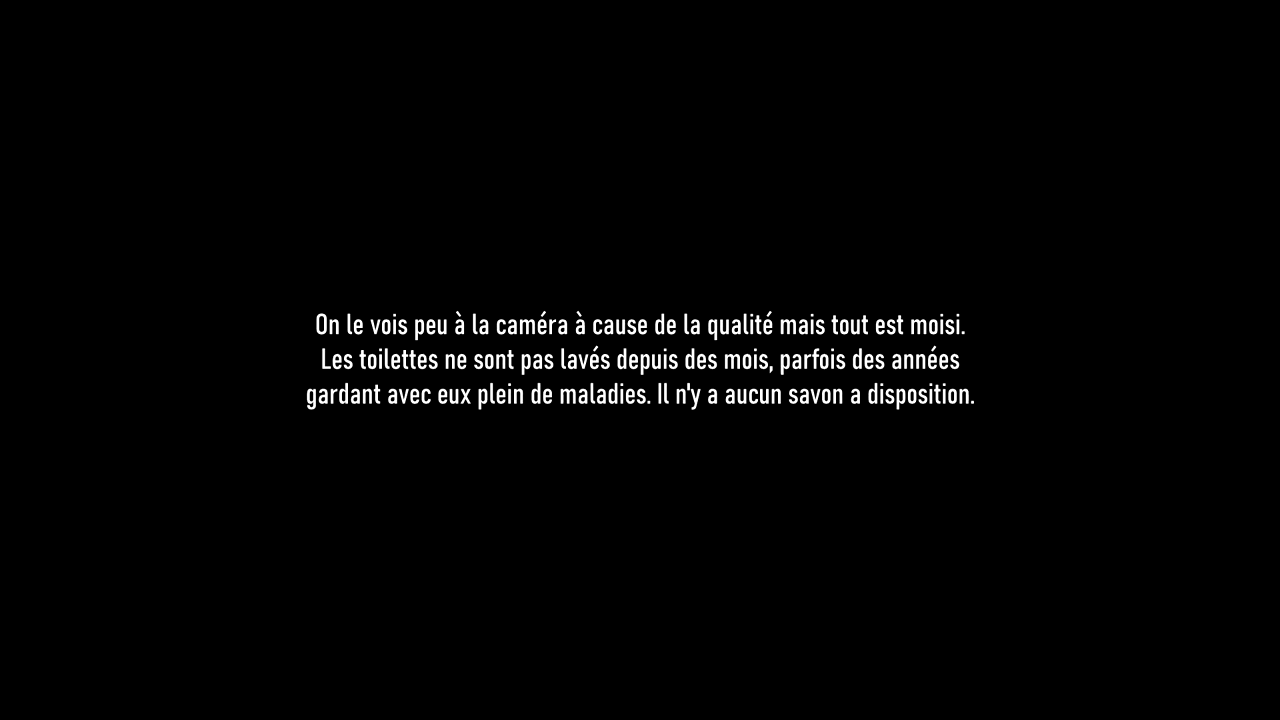 On le vois peu à la caméra à cause de la qualité mais tout est moisi.
Les toilettes ne sont pas lavés depuis des mois, parfois des années
gardant avec eux plein de maladies. Il n'y a aucun savon a disposition.